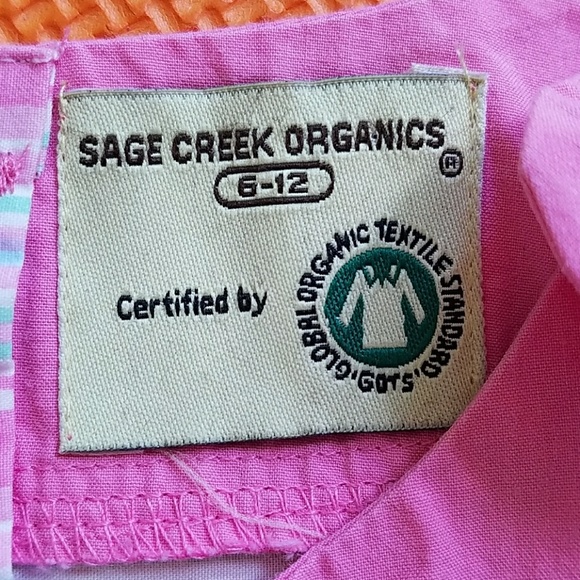 SAGE CREEK ORGANICS ®
6-12
Certified by
GLOBAL ORGANIC TEXTILE STANDARD
·GOTS·